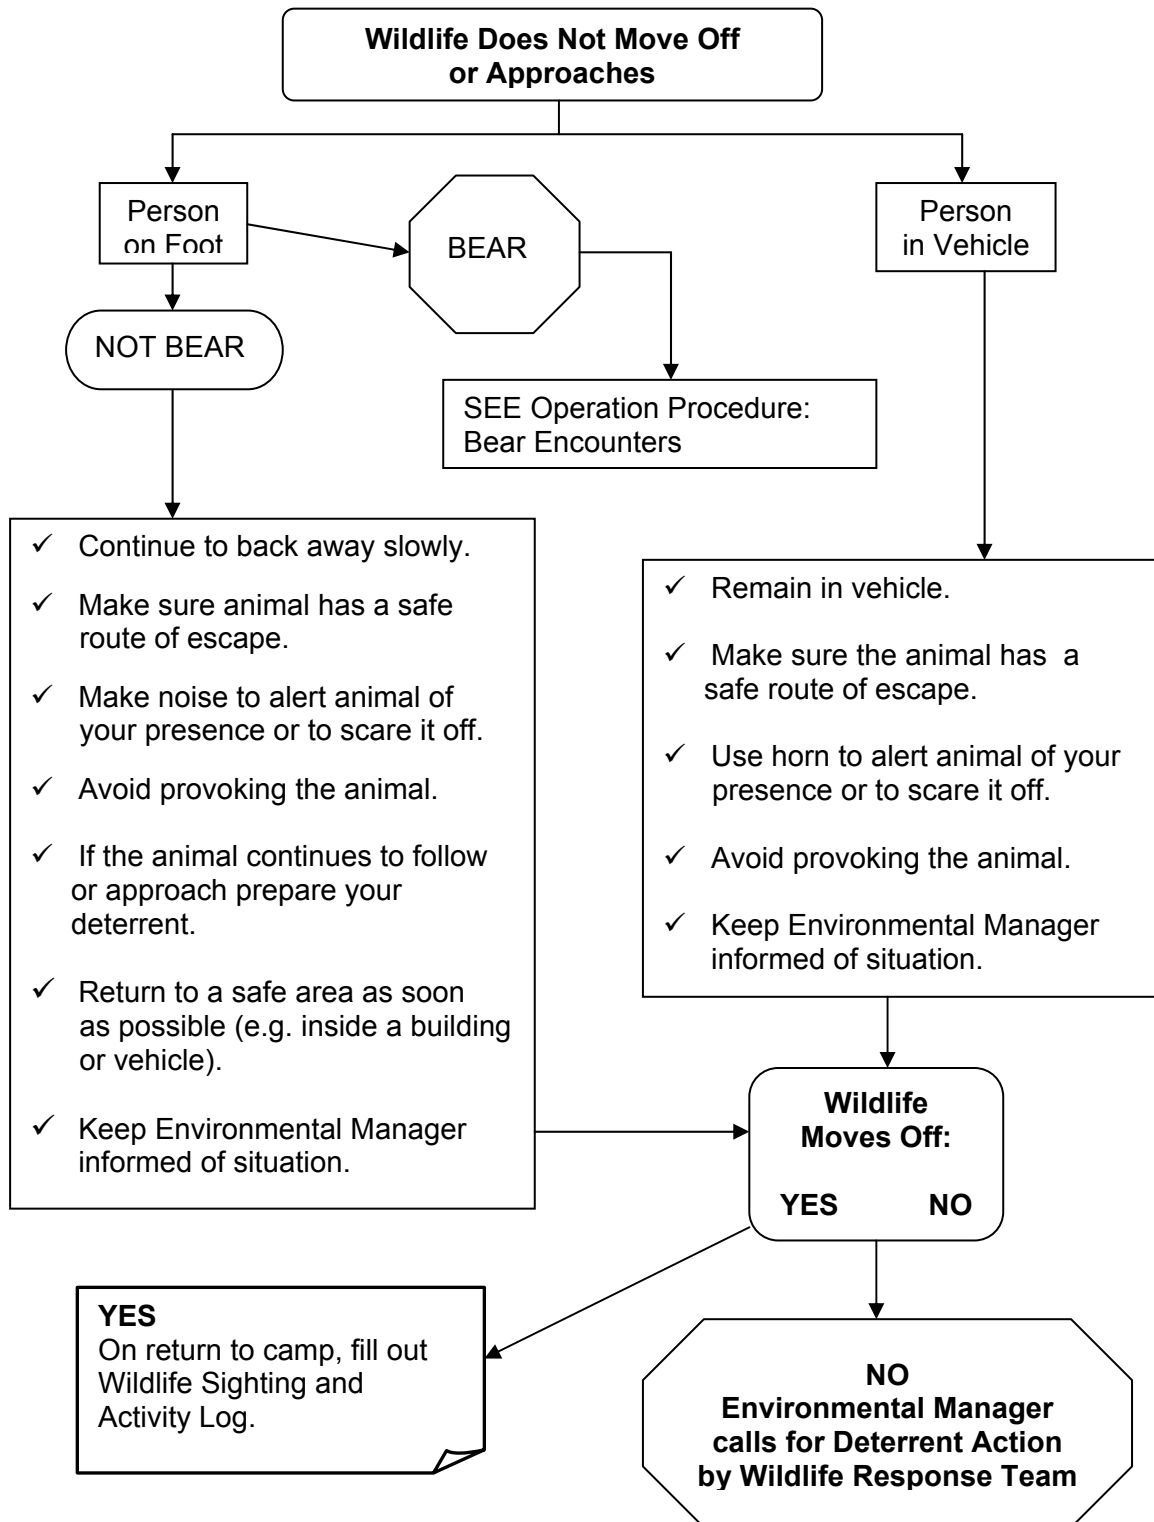 Wildlife Does Not Move Off
or Approaches
Person
on Foot
BEAR
Person
in Vehicle
NOT BEAR
SEE Operation Procedure:
Bear Encounters
✓ Continue to back away slowly.
✓ Make sure animal has a safe
route of escape.
✓ Make noise to alert animal of
your presence or to scare it off.
✓ Avoid provoking the animal.
✓ If the animal continues to follow
or approach prepare your
deterrent.
✓ Return to a safe area as soon
as possible (e.g. inside a building
or vehicle).
✓ Keep Environmental Manager
informed of situation.
✓ Remain in vehicle.
✓ Make sure the animal has a
safe route of escape.
✓ Use horn to alert animal of your
presence or to scare it off.
✓ Avoid provoking the animal.
✓ Keep Environmental Manager
informed of situation.
Wildlife
Moves Off:
YES NO
YES
On return to camp, fill out
Wildlife Sighting and
Activity Log.
NO
Environmental Manager
calls for Deterrent Action
by Wildlife Response Team